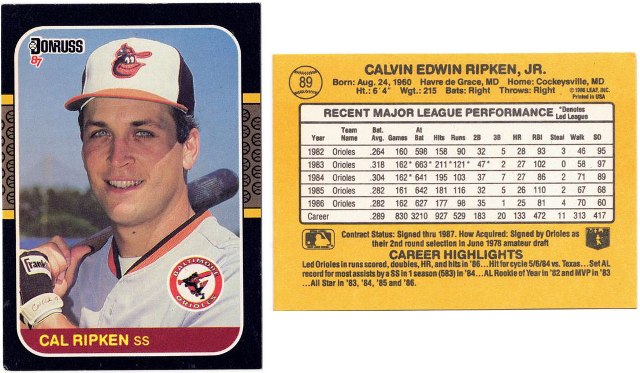 DONRUSS
87
Franklin
BALTIMORE
ORIOLES
CAL RIPKEN SS
89
CALVIN EDWIN RIPKEN, JR.
Born: Aug. 24, 1960 Havre de Grace, MD Home: Cockeysville, MD
Ht.: 6'4" Wgt.: 215 Bats: Right Throws: Right
© 1986 LEAF, INC.
Printed in USA
RECENT MAJOR LEAGUE PERFORMANCE *Denotes Led League
Year Team Name Bat. Avg. Games At Bat Hits Runs 2B 3B HR RBI Steal Walk SO
1982 Orioles .264 160 598 158 90 32 5 28 93 3 46 95
1983 Orioles .318 162* 663* 211* 121* 47* 2 27 102 0 58 97
1984 Orioles .304 162* 641 195 103 37 7 27 86 2 71 89
1985 Orioles .282 161 642 181 116 32 5 26 110 2 67 68
1986 Orioles .282 162 627 177 98 35 1 25 81 4 70 60
Career .289 830 3210 927 529 183 20 133 472 11 313 417
Contract Status: Signed thru 1987. How Acquired: Signed by Orioles as
their 2nd round selection in June 1978 amateur draft
CAREER HIGHLIGHTS
Led Orioles in runs scored, doubles, HR, and hits in '86...Hit for cycle 5/6/84 vs. Texas...Set AL
record for most assists by a SS in 1 season (583) in '84...AL Rookie of Year in '82 and MVP in '83
...All Star in '83, '84, '85 and '86.